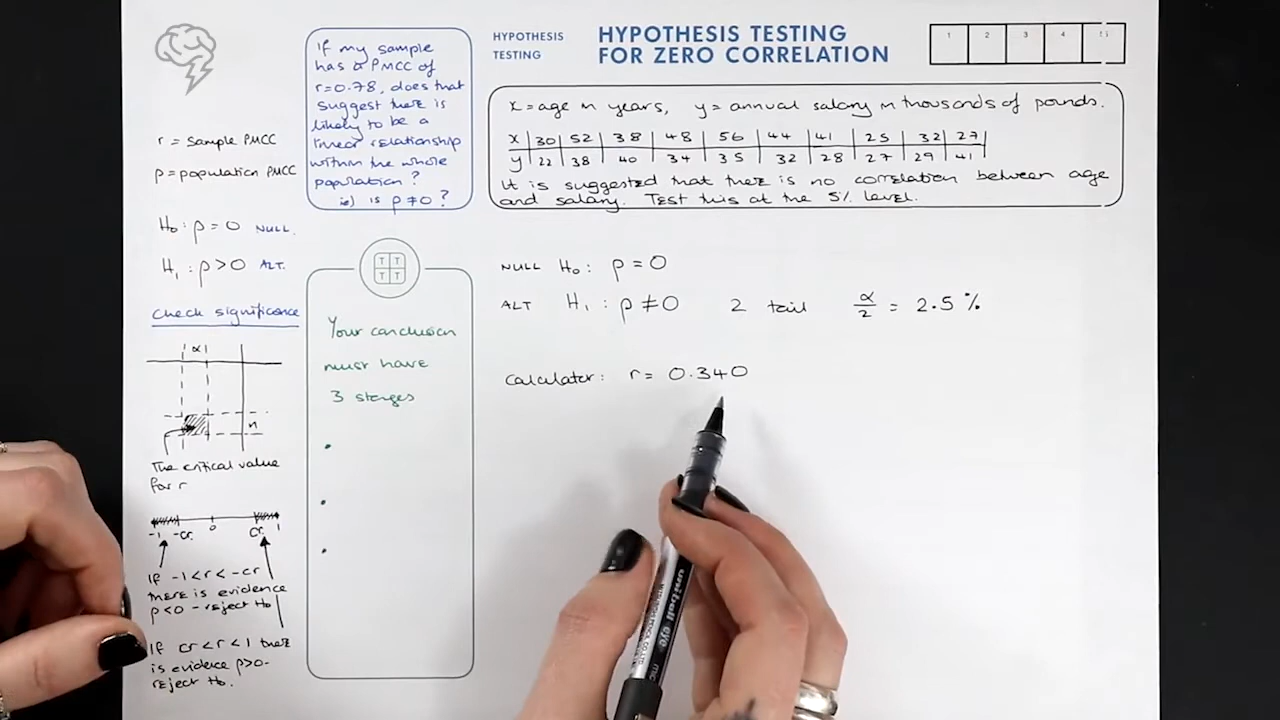 HYPOTHESIS
TESTING
HYPOTHESIS TESTING
FOR ZERO CORRELATION
1 2 3 4
If my sample
has a PMCC of
r=0.78, does that
suggest there is
likely to be a
linear relationship
within the whole
population?
ie) is ρ≠0?
r = sample PMCC
ρ = population PMCC
H₀: ρ = 0 NULL.
H₁: ρ > 0 ALT.
Check significance
α
n
The critical value
for r
-1 -cr. 0 cr. 1
If -1 < r < -cr
there is evidence
ρ<0 - reject H₀
If cr < r < 1 there
is evidence ρ>0-
reject H₀.
T T
T T
Your conclusion
must have
3 stages
x = age in years, y = annual salary in thousands of pounds.
x 30 52 38 48 56 44 41 25 32 27
y 22 38 40 34 35 32 28 27 29 41
It is suggested that there is no correlation between age
and salary. Test this at the 5% level.
NULL H₀: ρ = 0
ALT H₁: ρ ≠ 0 2 tail α/2 = 2.5%
Calculator: r = 0.340
uniball eye